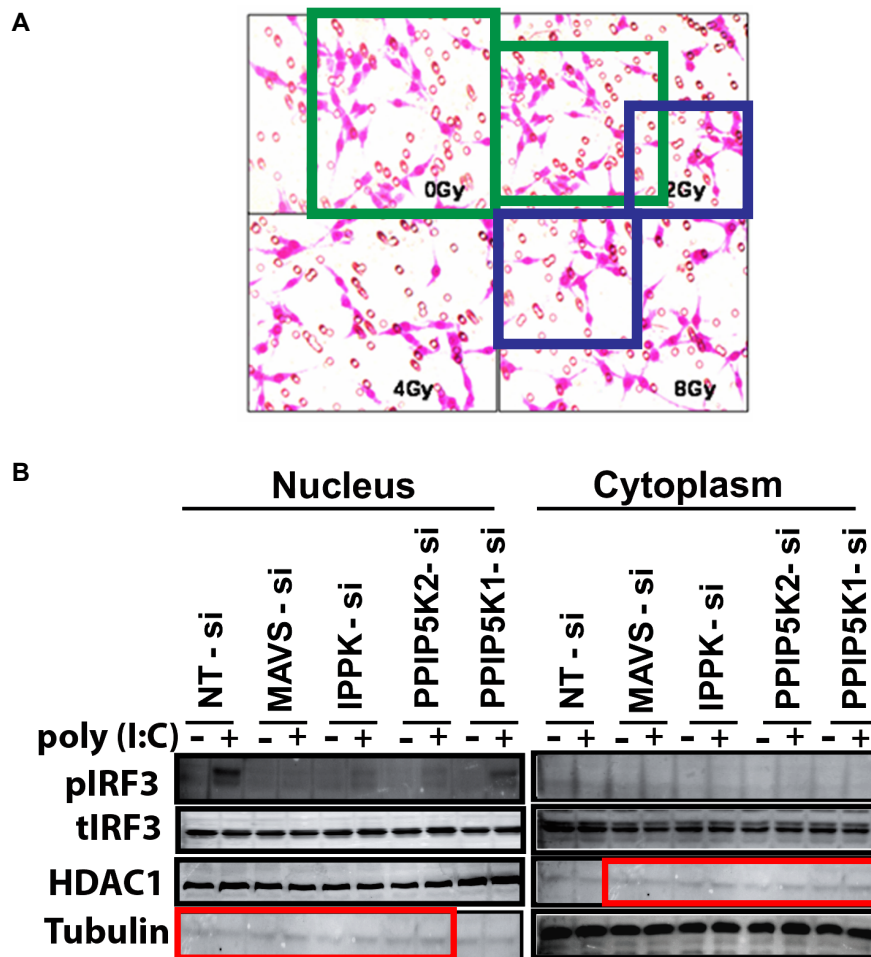 A
0Gy
2Gy
4Gy
8Gy
B
Nucleus Cytoplasm
NT - si MAVS - si IPPK - si PPIP5K2- si PPIP5K1- si NT - si MAVS - si IPPK - si PPIP5K2- si PPIP5K1- si
poly (I:C) - + - + - + - + - + - + - + - + - + - +
pIRF3
tIRF3
HDAC1
Tubulin